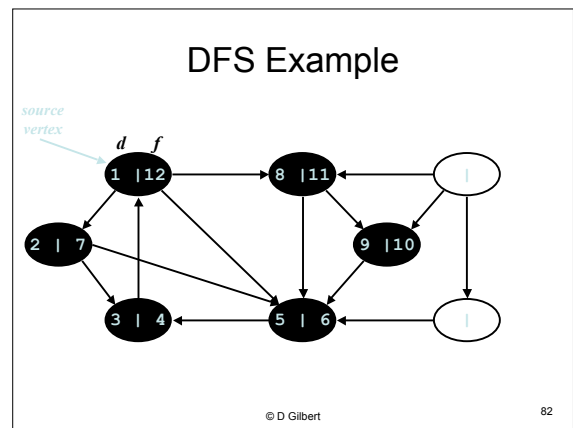 DFS Example
source
vertex
d f
1 |12
8 |11
|
2 | 7
9 |10
3 | 4
5 | 6
|
© D Gilbert
82